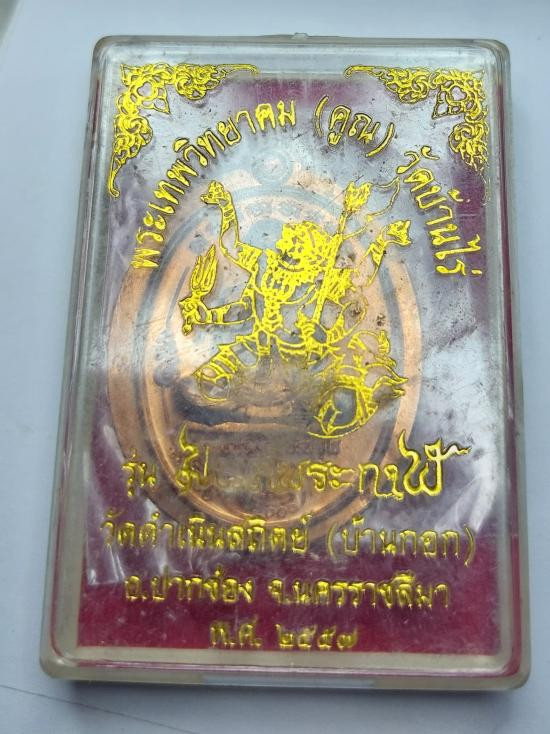 พระเทพวิทยาคม (คูณ) วัดบ้านไร่
รุ่น
วัดดำเนินสถิตย์ (บ้านกอก)
อ.ปากช่อง จ.นครราชสีมา
พ.ศ. ๒๕๕๗